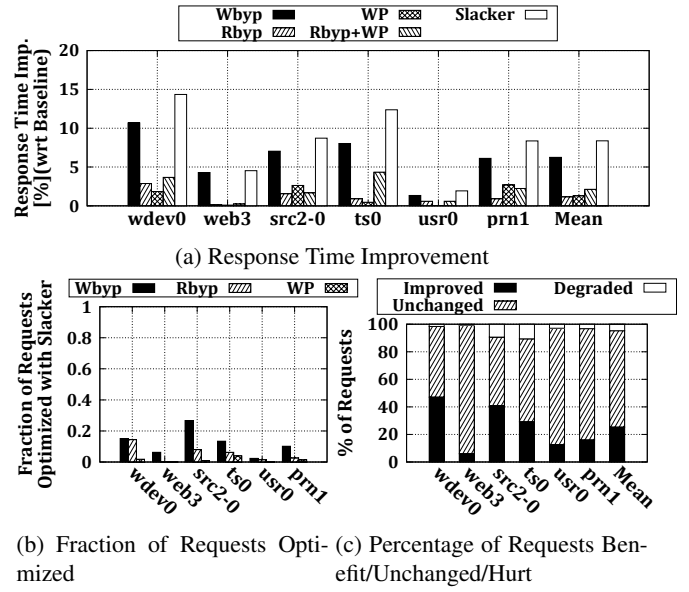 Wbyp WP Slacker
Rbyp Rbyp+WP
Response Time Imp.
[%](wrt Baseline)
20
15
10
5
0
wdev0 web3 src2-0 ts0 usr0 prn1 Mean
(a) Response Time Improvement
Wbyp Rbyp WP
Fraction of Requests
Optimized with Slacker
1
0.8
0.6
0.4
0.2
0
wdev0 web3 src2-0 ts0 usr0 prn1
(b) Fraction of Requests Opti-
mized
Improved Degraded
Unchanged
% of Requests
100
80
60
40
20
0
wdev0 web3 src2-0 ts0 usr0 prn1 Mean
(c) Percentage of Requests Ben-
efit/Unchanged/Hurt